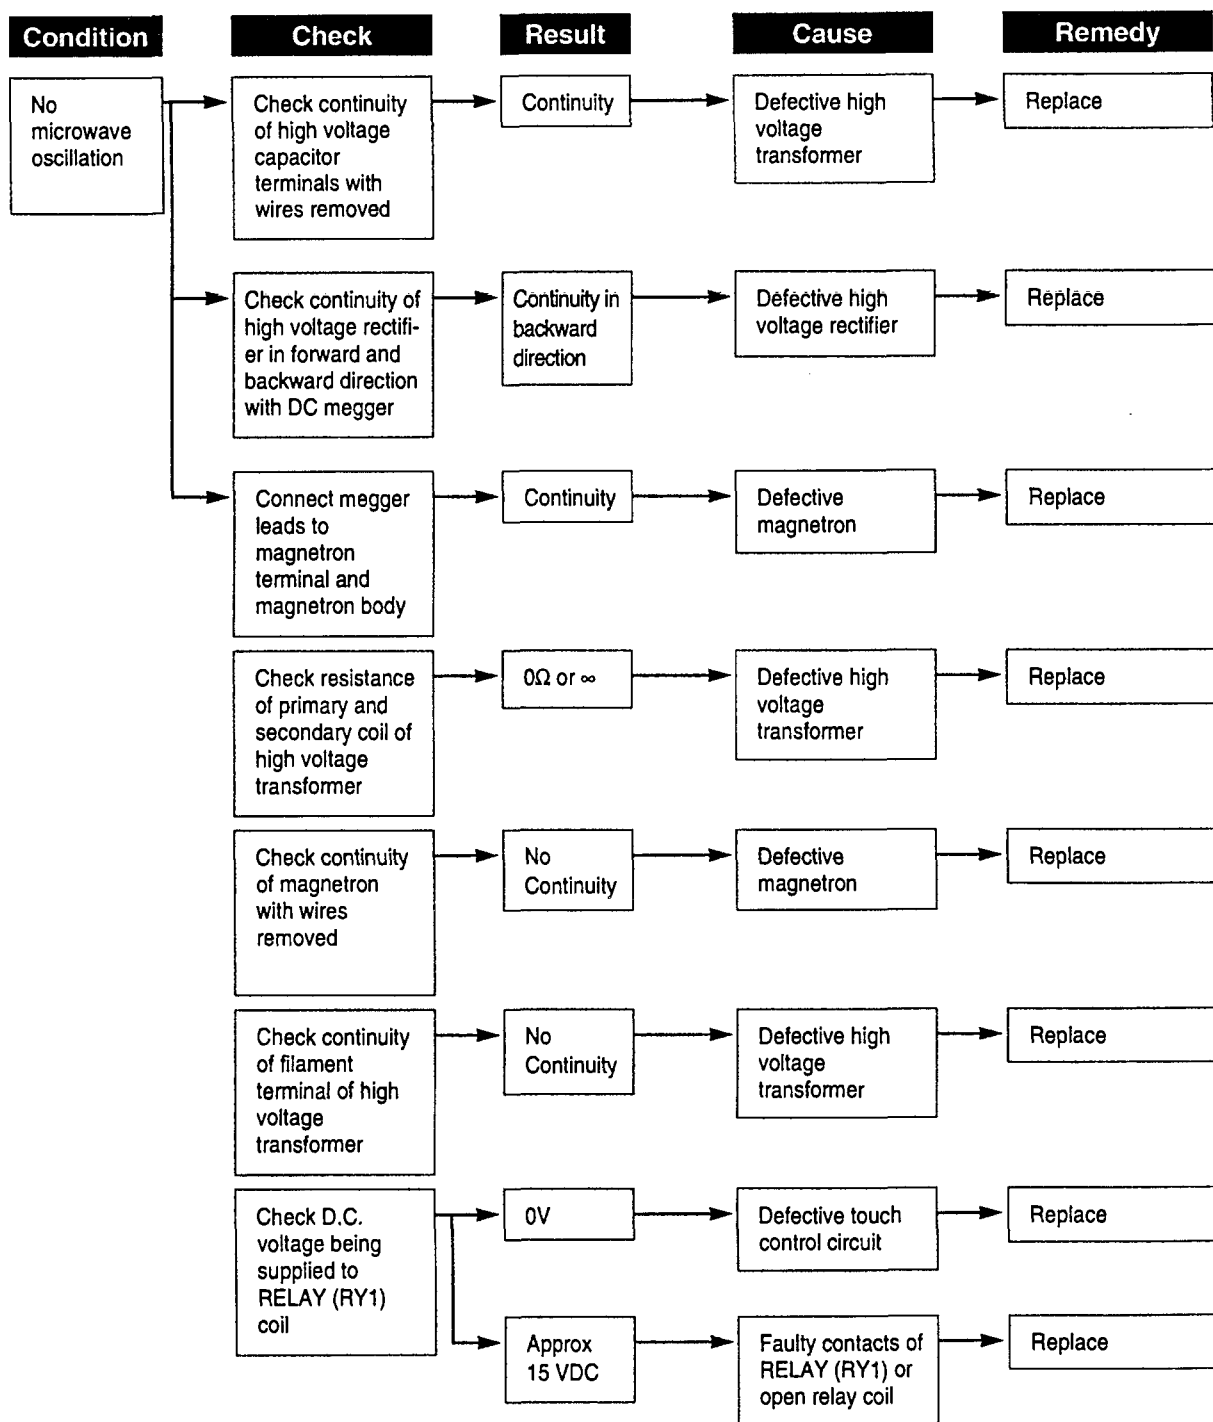 Condition
Check
Result
Cause
Remedy
No
microwave
oscillation
Check continuity
of high voltage
capacitor
terminals with
wires removed
Continuity
Defective high
voltage
transformer
Replace
Check continuity of
high voltage rectifi-
er in forward and
backward direction
with DC megger
Continuity in
backward
direction
Defective high
voltage rectifier
Replace
Connect megger
leads to
magnetron
terminal and
magnetron body
Continuity
Defective
magnetron
Replace
Check resistance
of primary and
secondary coil of
high voltage
transformer
0Ω or ∞
Defective high
voltage
transformer
Replace
Check continuity
of magnetron
with wires
removed
No
Continuity
Defective
magnetron
Replace
Check continuity
of filament
terminal of high
voltage
transformer
No
Continuity
Defective high
voltage
transformer
Replace
Check D.C.
voltage being
supplied to
RELAY (RY1)
coil
0V
Defective touch
control circuit
Replace
Approx
15 VDC
Faulty contacts of
RELAY (RY1) or
open relay coil
Replace